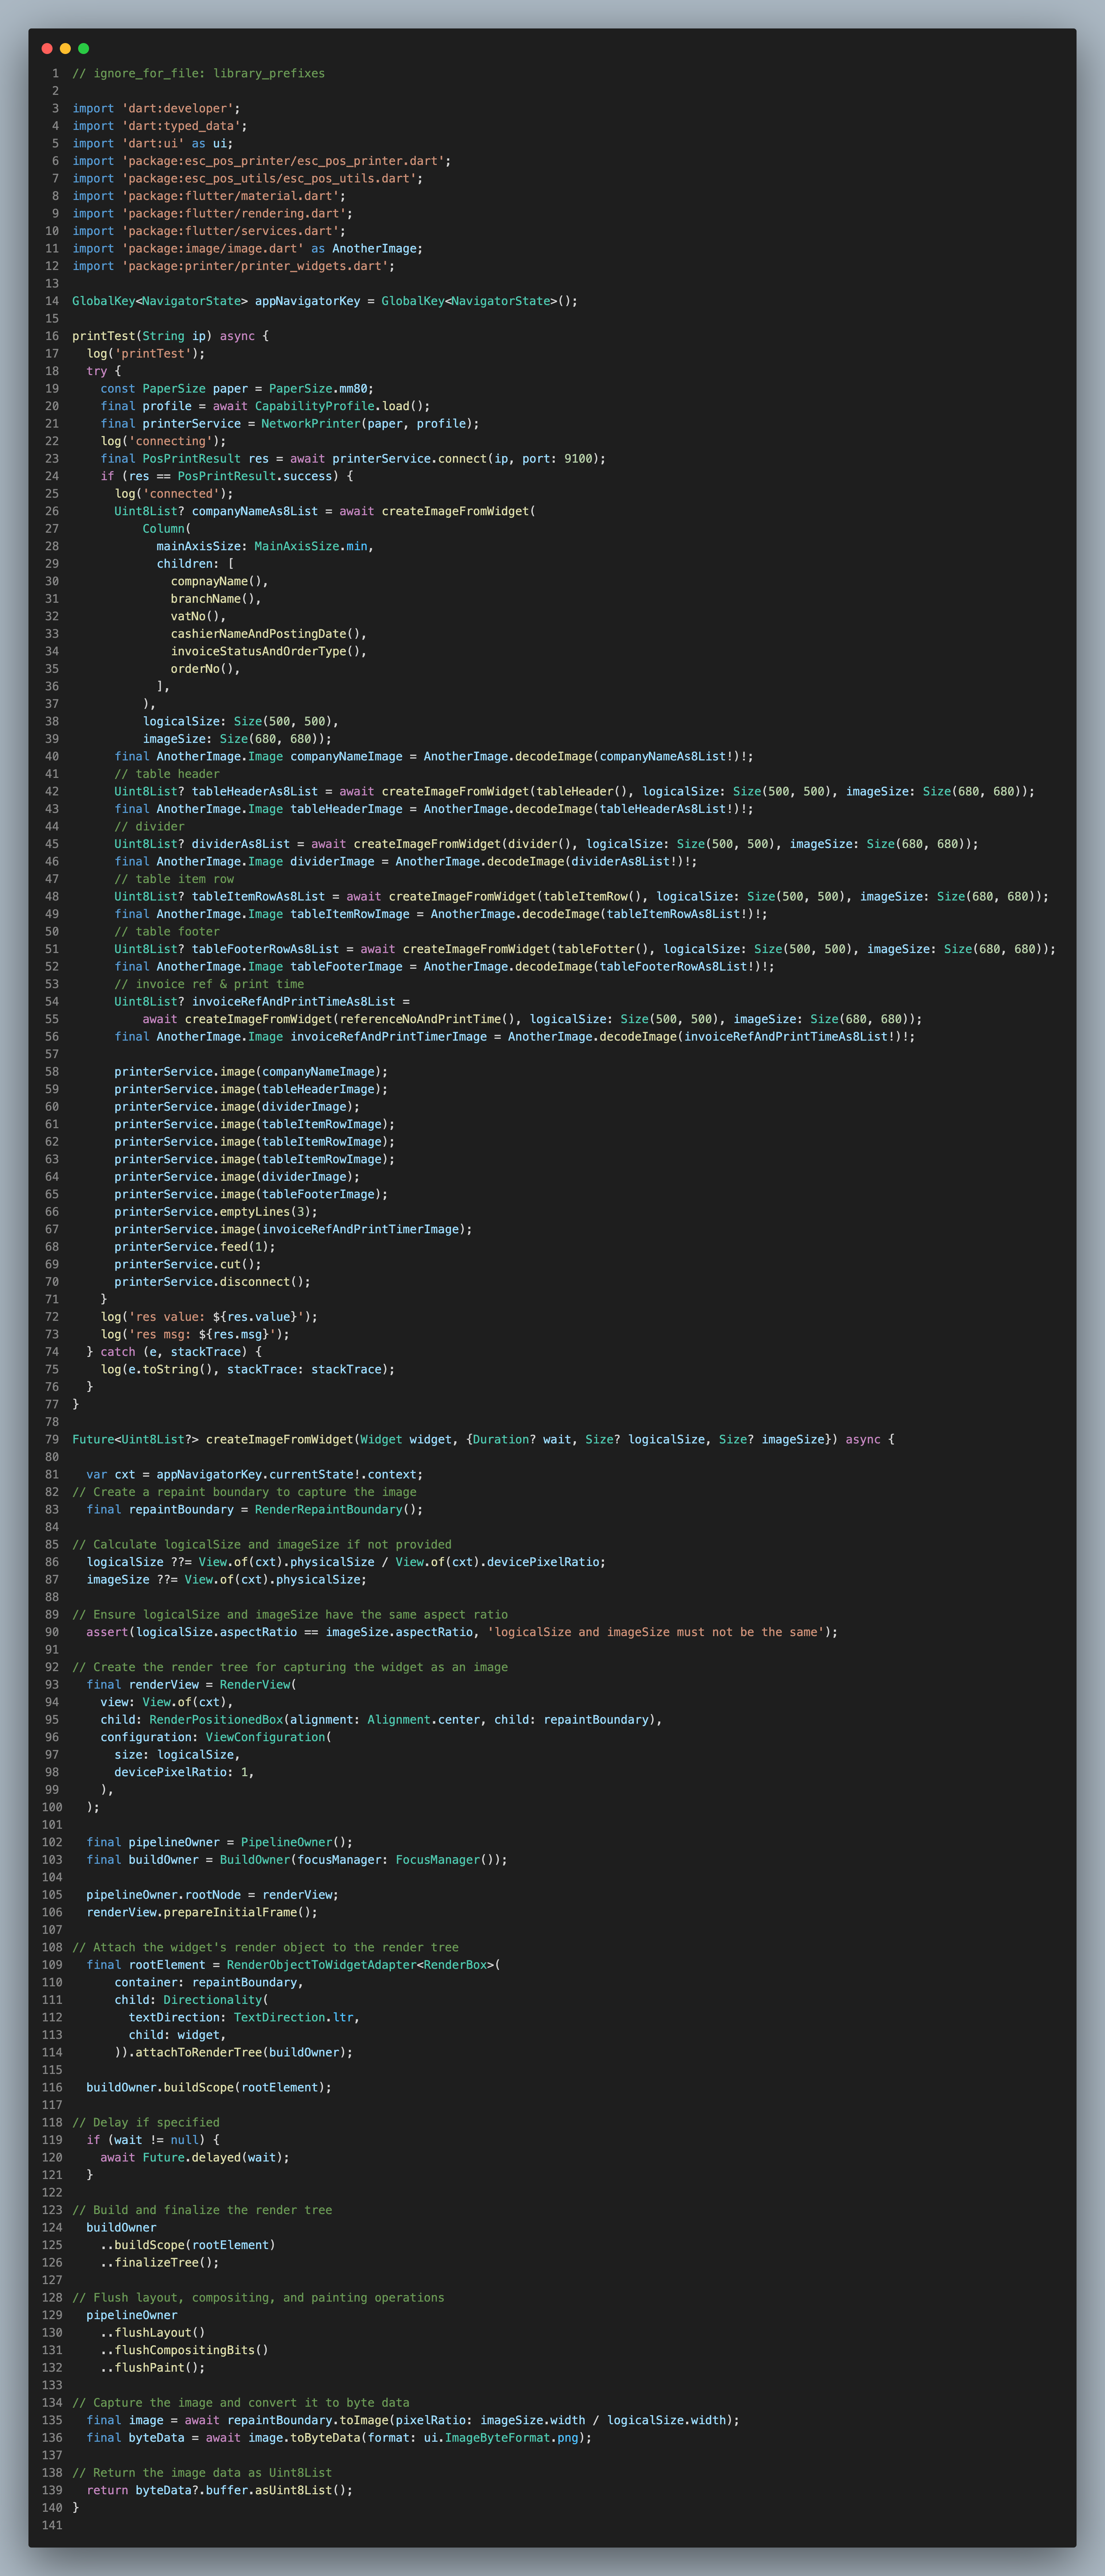 1 // ignore_for_file: library_prefixes
2
3 import 'dart:developer';
4 import 'dart:typed_data';
5 import 'dart:ui' as ui;
6 import 'package:esc_pos_printer/esc_pos_printer.dart';
7 import 'package:esc_pos_utils/esc_pos_utils.dart';
8 import 'package:flutter/material.dart';
9 import 'package:flutter/rendering.dart';
10 import 'package:flutter/services.dart';
11 import 'package:image/image.dart' as AnotherImage;
12 import 'package:printer/printer_widgets.dart';
13
14 GlobalKey<NavigatorState> appNavigatorKey = GlobalKey<NavigatorState>();
15
16 printTest(String ip) async {
17   log('printTest');
18   try {
19     const PaperSize paper = PaperSize.mm80;
20     final profile = await CapabilityProfile.load();
21     final printerService = NetworkPrinter(paper, profile);
22     log('connecting');
23     final PosPrintResult res = await printerService.connect(ip, port: 9100);
24     if (res == PosPrintResult.success) {
25       log('connected');
26       Uint8List? companyNameAs8List = await createImageFromWidget(
27           Column(
28             mainAxisSize: MainAxisSize.min,
29             children: [
30               compnayName(),
31               branchName(),
32               vatNo(),
33               cashierNameAndPostingDate(),
34               invoiceStatusAndOrderType(),
35               orderNo(),
36             ],
37           ),
38           logicalSize: Size(500, 500),
39           imageSize: Size(680, 680));
40       final AnotherImage.Image companyNameImage = AnotherImage.decodeImage(companyNameAs8List!)!;
41       // table header
42       Uint8List? tableHeaderAs8List = await createImageFromWidget(tableHeader(), logicalSize: Size(500, 500), imageSize: Size(680, 680));
43       final AnotherImage.Image tableHeaderImage = AnotherImage.decodeImage(tableHeaderAs8List!)!;
44       // divider
45       Uint8List? dividerAs8List = await createImageFromWidget(divider(), logicalSize: Size(500, 500), imageSize: Size(680, 680));
46       final AnotherImage.Image dividerImage = AnotherImage.decodeImage(dividerAs8List!)!;
47       // table item row
48       Uint8List? tableItemRowAs8List = await createImageFromWidget(tableItemRow(), logicalSize: Size(500, 500), imageSize: Size(680, 680));
49       final AnotherImage.Image tableItemRowImage = AnotherImage.decodeImage(tableItemRowAs8List!)!;
50       // table footer
51       Uint8List? tableFooterRowAs8List = await createImageFromWidget(tableFotter(), logicalSize: Size(500, 500), imageSize: Size(680, 680));
52       final AnotherImage.Image tableFooterImage = AnotherImage.decodeImage(tableFooterRowAs8List!)!;
53       // invoice ref & print time
54       Uint8List? invoiceRefAndPrintTimeAs8List =
55           await createImageFromWidget(referenceNoAndPrintTime(), logicalSize: Size(500, 500), imageSize: Size(680, 680));
56       final AnotherImage.Image invoiceRefAndPrintTimerImage = AnotherImage.decodeImage(invoiceRefAndPrintTimeAs8List!)!;
57
58       printerService.image(companyNameImage);
59       printerService.image(tableHeaderImage);
60       printerService.image(dividerImage);
61       printerService.image(tableItemRowImage);
62       printerService.image(tableItemRowImage);
63       printerService.image(tableItemRowImage);
64       printerService.image(dividerImage);
65       printerService.image(tableFooterImage);
66       printerService.emptyLines(3);
67       printerService.image(invoiceRefAndPrintTimerImage);
68       printerService.feed(1);
69       printerService.cut();
70       printerService.disconnect();
71     }
72     log('res value: ${res.value}');
73     log('res msg: ${res.msg}');
74   } catch (e, stackTrace) {
75     log(e.toString(), stackTrace: stackTrace);
76   }
77 }
78
79 Future<Uint8List?> createImageFromWidget(Widget widget, {Duration? wait, Size? logicalSize, Size? imageSize}) async {
80
81   var cxt = appNavigatorKey.currentState!.context;
82 // Create a repaint boundary to capture the image
83   final repaintBoundary = RenderRepaintBoundary();
84
85 // Calculate logicalSize and imageSize if not provided
86   logicalSize ??= View.of(cxt).physicalSize / View.of(cxt).devicePixelRatio;
87   imageSize ??= View.of(cxt).physicalSize;
88
89 // Ensure logicalSize and imageSize have the same aspect ratio
90   assert(logicalSize.aspectRatio == imageSize.aspectRatio, 'logicalSize and imageSize must not be the same');
91
92 // Create the render tree for capturing the widget as an image
93   final renderView = RenderView(
94     view: View.of(cxt),
95     child: RenderPositionedBox(alignment: Alignment.center, child: repaintBoundary),
96     configuration: ViewConfiguration(
97       size: logicalSize,
98       devicePixelRatio: 1,
99     ),
100   );
101
102   final pipelineOwner = PipelineOwner();
103   final buildOwner = BuildOwner(focusManager: FocusManager());
104
105   pipelineOwner.rootNode = renderView;
106   renderView.prepareInitialFrame();
107
108 // Attach the widget's render object to the render tree
109   final rootElement = RenderObjectToWidgetAdapter<RenderBox>(
110       container: repaintBoundary,
111       child: Directionality(
112         textDirection: TextDirection.ltr,
113         child: widget,
114       )).attachToRenderTree(buildOwner);
115
116   buildOwner.buildScope(rootElement);
117
118 // Delay if specified
119   if (wait != null) {
120     await Future.delayed(wait);
121   }
122
123 // Build and finalize the render tree
124   buildOwner
125     ..buildScope(rootElement)
126     ..finalizeTree();
127
128 // Flush layout, compositing, and painting operations
129   pipelineOwner
130     ..flushLayout()
131     ..flushCompositingBits()
132     ..flushPaint();
133
134 // Capture the image and convert it to byte data
135   final image = await repaintBoundary.toImage(pixelRatio: imageSize.width / logicalSize.width);
136   final byteData = await image.toByteData(format: ui.ImageByteFormat.png);
137
138 // Return the image data as Uint8List
139   return byteData?.buffer.asUint8List();
140 }
141